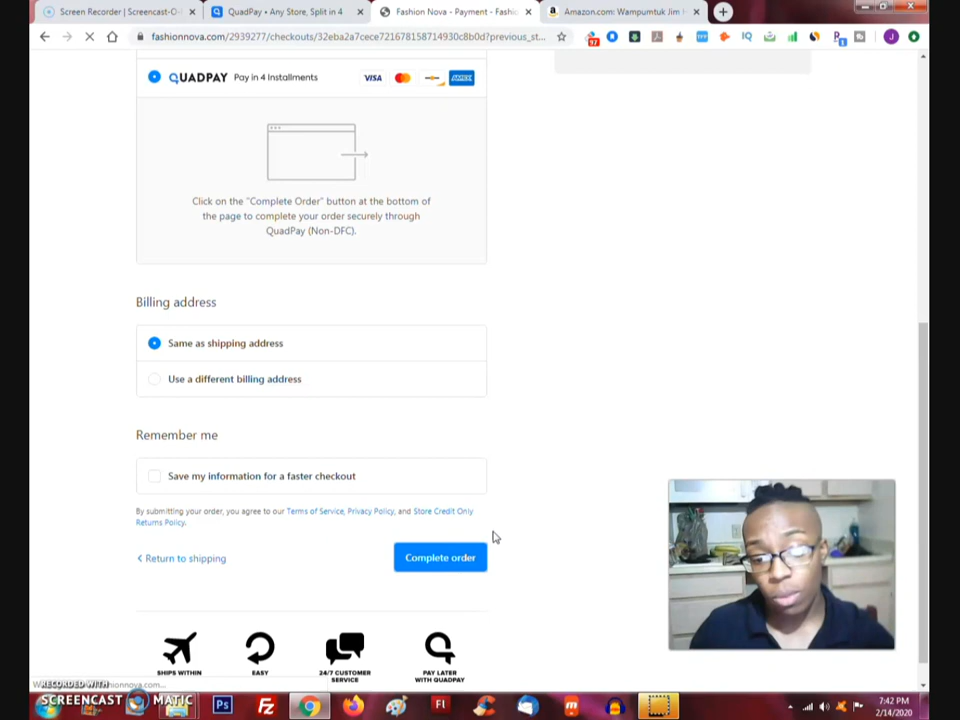 Screen Recorder | Screencast-O-
QuadPay • Any Store, Split in 4
Fashion Nova - Payment - Fashi
Amazon.com: Wampumtuk Jim
fashionnova.com/2939277/checkouts/32eba2a7cece721678158714930c8b0d?previous_st...
QUADPAY Pay in 4 Installments VISA AMEX
Click on the "Complete Order" button at the bottom of
the page to complete your order securely through
QuadPay (Non-DFC).
Billing address
Same as shipping address
Use a different billing address
Remember me
Save my information for a faster checkout
By submitting your order, you agree to our Terms of Service, Privacy Policy, and Store Credit Only
Returns Policy.
< Return to shipping
Complete order
SHIPS WITHIN
EASY
24/7 CUSTOMER
SERVICE
PAY LATER
WITH QUADPAY
RECORDED WITH
SCREENCAST MATIC
Ps
Fz
Fl
7:42 PM
2/14/2020